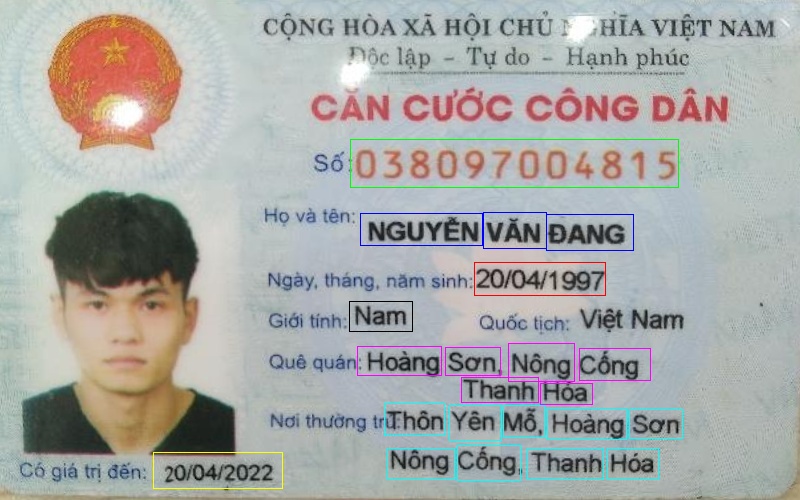 CỘNG HÒA XÃ HỘI CHỦ NGHĨA VIỆT NAM
Độc lập - Tự do - Hạnh phúc
CĂN CƯỚC CÔNG DÂN
Số: 038097004815
Họ và tên: NGUYỄN VĂN ĐANG
Ngày, tháng, năm sinh: 20/04/1997
Giới tính: Nam Quốc tịch: Việt Nam
Quê quán: Hoàng Sơn, Nông Cống
Thanh Hóa
Nơi thường trú: Thôn Yên Mỗ, Hoàng Sơn
Nông Cống, Thanh Hóa
Có giá trị đến: 20/04/2022